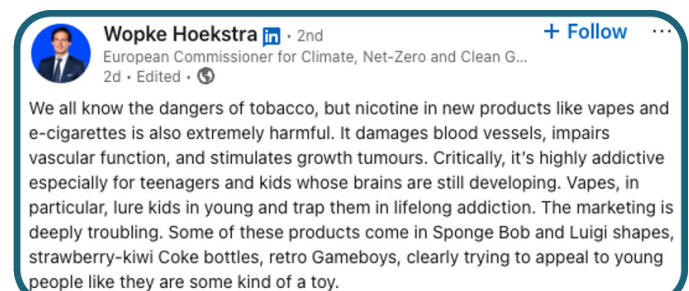 Wopke Hoekstra in · 2nd
+ Follow ...
European Commissioner for Climate, Net-Zero and Clean G...
2d · Edited ·
We all know the dangers of tobacco, but nicotine in new products like vapes and
e-cigarettes is also extremely harmful. It damages blood vessels, impairs
vascular function, and stimulates growth tumours. Critically, it’s highly addictive
especially for teenagers and kids whose brains are still developing. Vapes, in
particular, lure kids in young and trap them in lifelong addiction. The marketing is
deeply troubling. Some of these products come in Sponge Bob and Luigi shapes,
strawberry-kiwi Coke bottles, retro Gameboys, clearly trying to appeal to young
people like they are some kind of a toy.